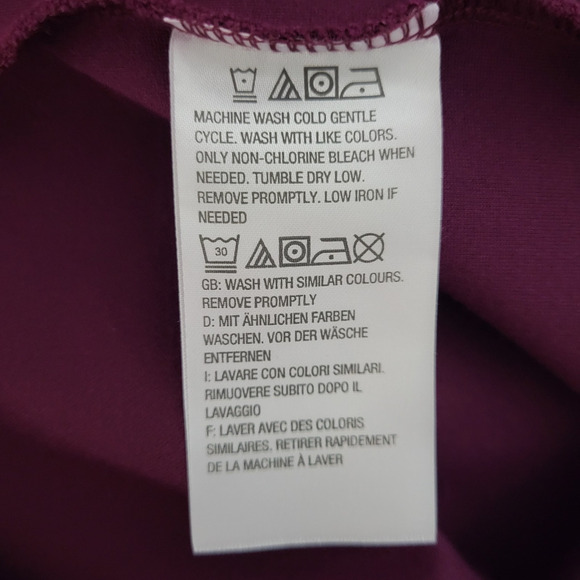 MACHINE WASH COLD GENTLE
CYCLE. WASH WITH LIKE COLORS.
ONLY NON-CHLORINE BLEACH WHEN
NEEDED. TUMBLE DRY LOW.
REMOVE PROMPTLY. LOW IRON IF
NEEDED
30
GB: WASH WITH SIMILAR COLOURS.
REMOVE PROMPTLY
D: MIT ÄHNLICHEN FARBEN
WASCHEN. VOR DER WÄSCHE
ENTFERNEN
I: LAVARE CON COLORI SIMILARI.
RIMUOVERE SUBITO DOPO IL
LAVAGGIO
F: LAVER AVEC DES COLORIS
SIMILAIRES. RETIRER RAPIDEMENT
DE LA MACHINE À LAVER